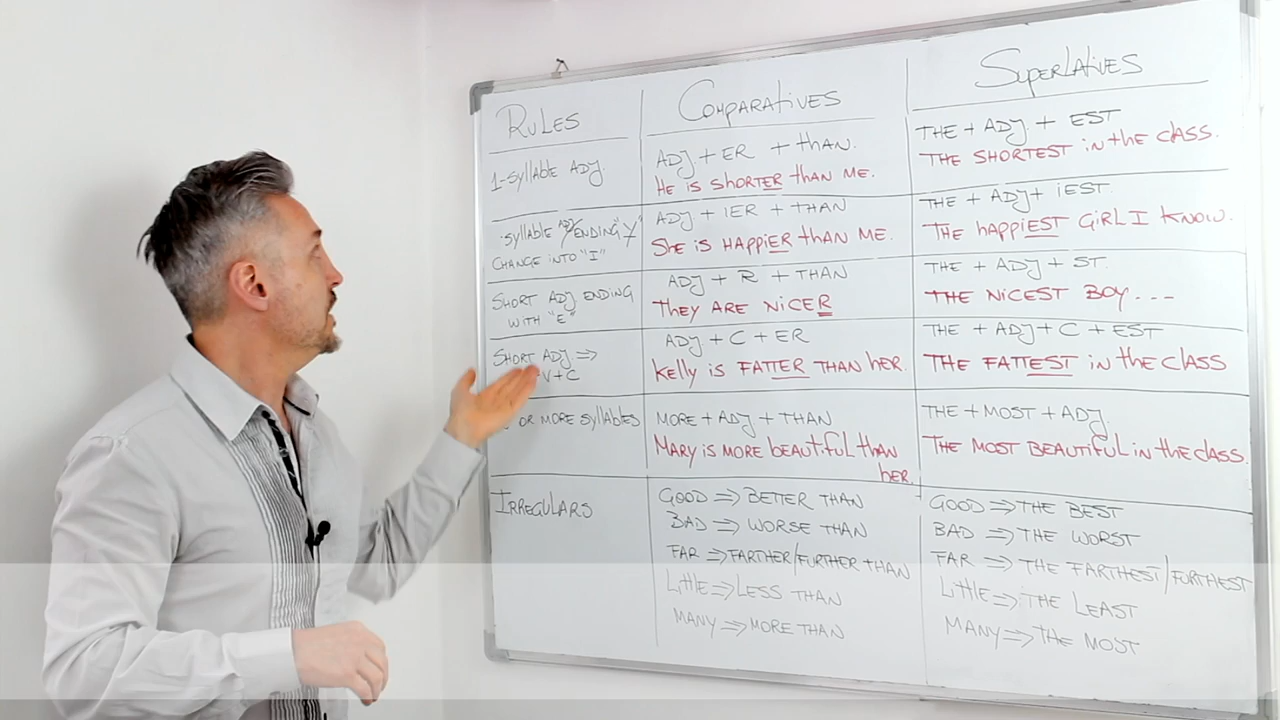 RULES
COMPARATIVES
SUPERLATIVES
1-SYLLABLE ADJ.
ADJ + ER + THAN.
HE IS SHORTER THAN ME.
THE + ADJ + EST
THE SHORTEST IN THE CLASS.
SYLLABLE ADJ/ENDING "Y"
CHANGE INTO "I"
ADJ + IER + THAN
SHE IS HAPPIER THAN ME.
THE + ADJ + IEST.
THE HAPPIEST GIRL I KNOW.
SHORT ADJ ENDING
WITH "E"
ADJ + R + THAN
THEY ARE NICER
THE + ADJ + ST.
THE NICEST BOY ---
SHORT ADJ ⇒
V+C
ADJ + C + ER
KELLY IS FATTER THAN HER.
THE + ADJ + C + EST
THE FATTEST IN THE CLASS
OR MORE SYLLABLES
MORE + ADJ + THAN
MARY IS MORE BEAUTIFUL THAN
HER.
THE + MOST + ADJ
THE MOST BEAUTIFUL IN THE CLASS.
IRREGULARS
GOOD ⇒ BETTER THAN
BAD ⇒ WORSE THAN
FAR ⇒ FARTHER/FURTHER THAN
LITTLE ⇒ LESS THAN
MANY ⇒ MORE THAN
GOOD ⇒ THE BEST
BAD ⇒ THE WORST
FAR ⇒ THE FARTHEST/FURTHEST
LITTLE ⇒ THE LEAST
MANY ⇒ THE MOST